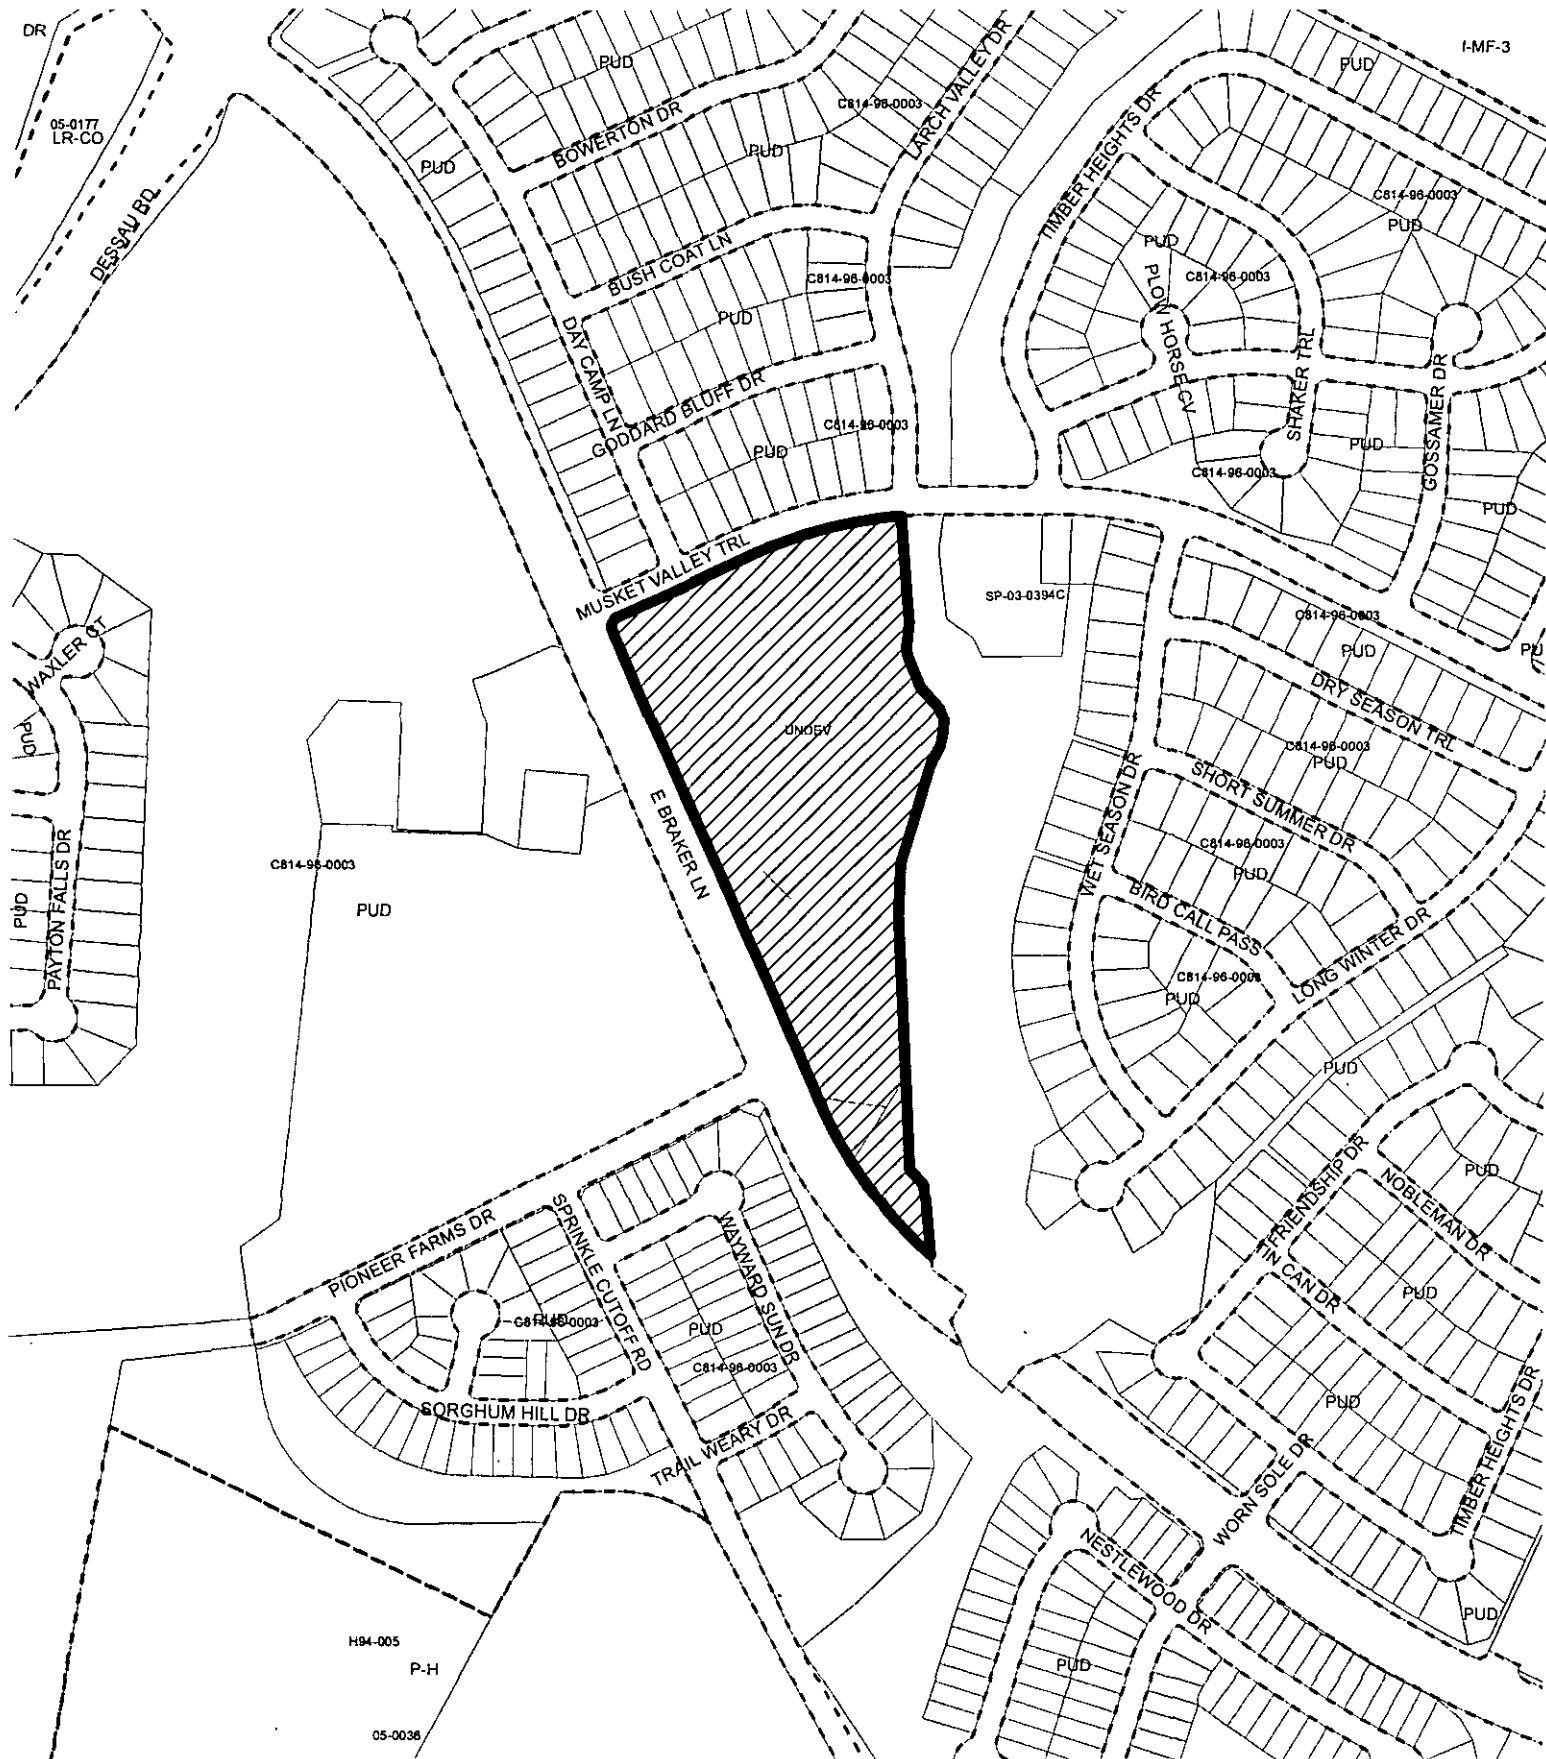 DR
I-MF-3
PUD
PUD
C814-96-0003
LARCH VALLEY DR
05-0177
LR-CO
BOWERTON DR
TIMBER HEIGHTS DR
PUD
PUD
C814-96-0003
PUD
DESSAU RD
BUSH COAT LN
PUD
C814-96-0003
C814-96-0003
PLOW HORSE CV
PUD
DAY CAMP LN
SHAKER TRL
GOSSAMER DR
GODDARD BLUFF DR
C814-96-0003
PUD
PUD
C814-96-0003
PUD
MUSKET VALLEY TRL
SP-03-0394C
C814-96-0003
WAXLER CT
PUD
PU
DRY SEASON TRL
PUD
UNDEV
C814-96-0003
PUD
WET SEASON DR
SHORT SUMMER DR
E BRAKER LN
C814-96-0003
PUD
C814-96-0003
PUD
PAYTON FALLS DR
PUD
BIRD CALL PASS
LONG WINTER DR
C814-96-0003
PUD
PUD
FRIENDSHIP DR
NOBLEMAN DR
PUD
SPRINKLE CUTOFF RD
WAYWARD SUN DR
PIONEER FARMS DR
TIN CAN DR
PUD
C814-96-0003
PUD
PUD
C814-96-0003
TIMBER HEIGHTS DR
PUD
SORGHUM HILL DR
TRAIL WEARY DR
WORN SOLE DR
NESTLEWOOD DR
PUD
H94-005
P-H
PUD
05-0036